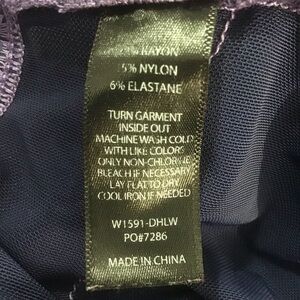 RAYON
5% NYLON
6% ELASTANE
TURN GARMENT
INSIDE OUT
MACHINE WASH COLD
WITH LIKE COLORS
ONLY NON-CHLORINE
BLEACH IF NECESSARY
LAY FLAT TO DRY
COOL IRON IF NEEDED
W1591-DHLW
PO#7286
MADE IN CHINA